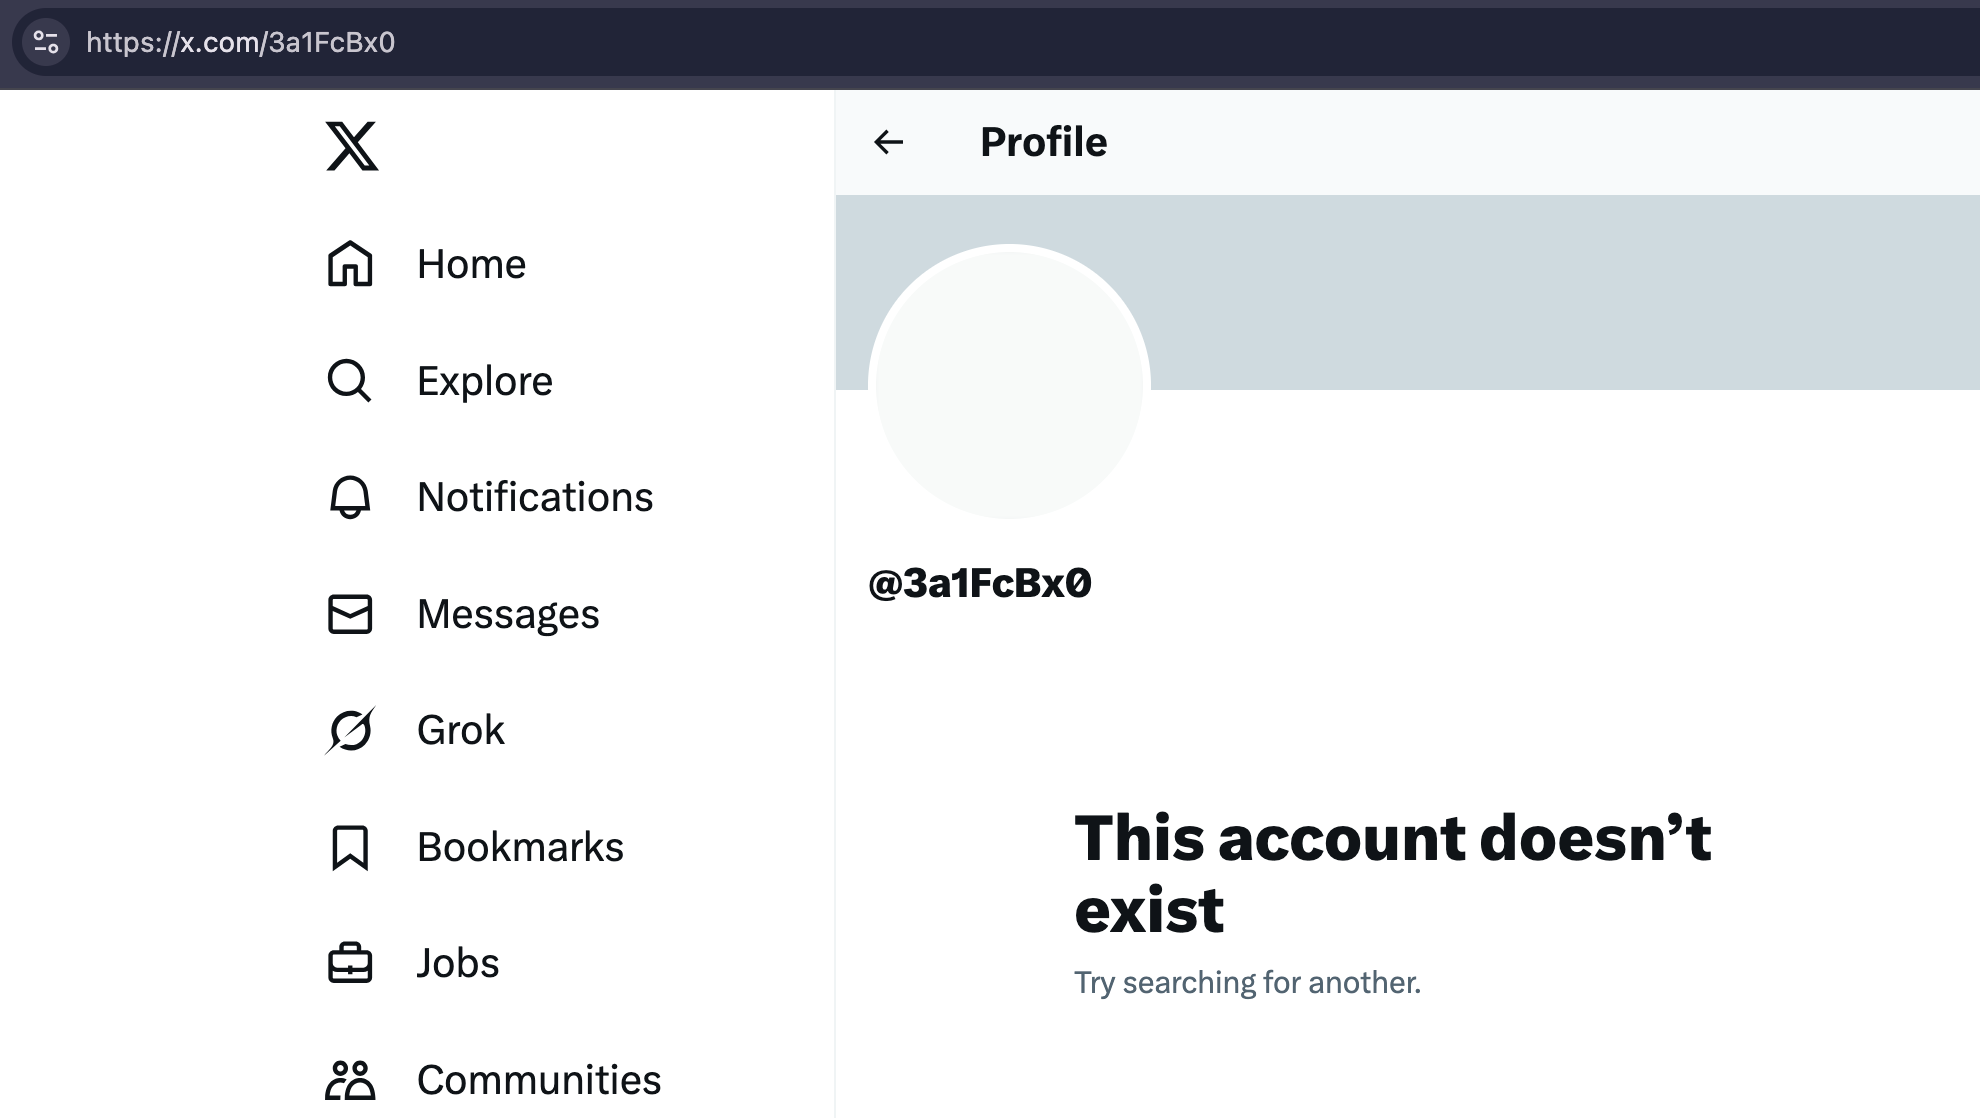 https://x.com/3a1FcBx0
Home
Explore
Notifications
Messages
Grok
Bookmarks
Jobs
Communities
Profile
@3a1FcBx0
This account doesn’t
exist
Try searching for another.